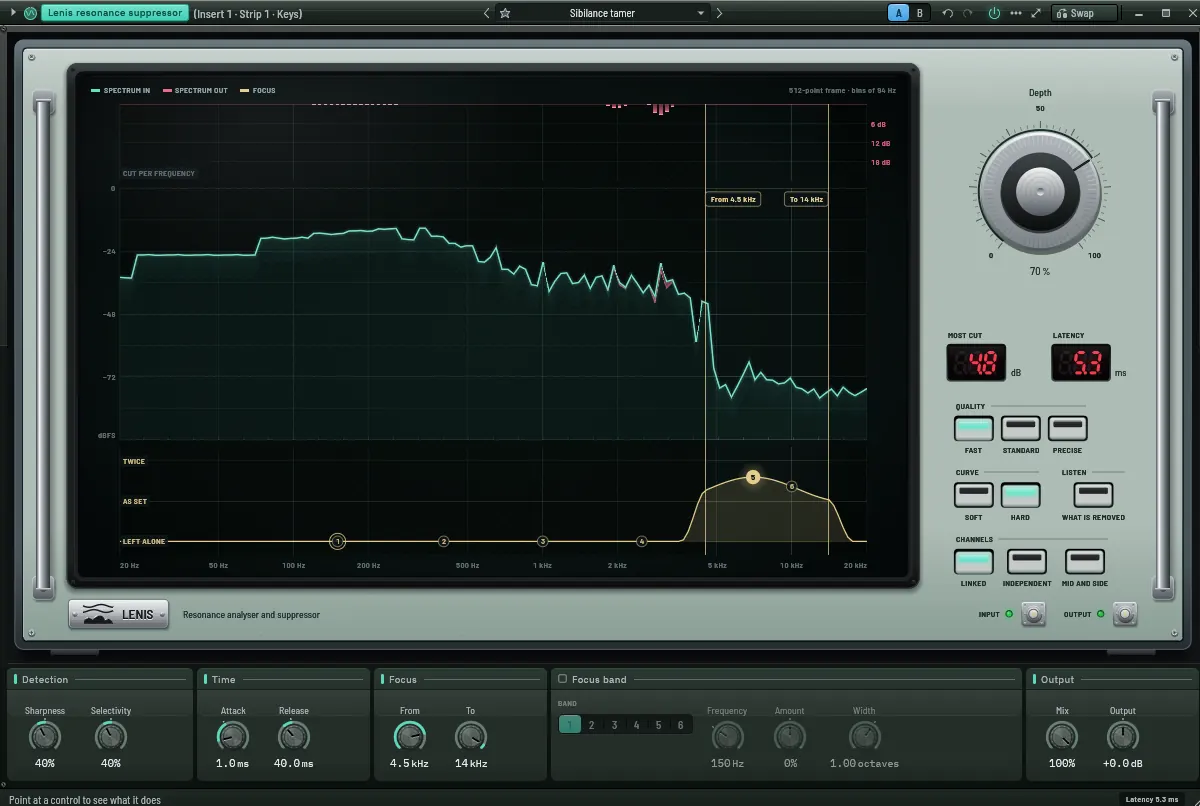 Lenis resonance suppressor (Insert 1 · Strip 1 · Keys)
Sibilance tamer
A B
Swap
SPECTRUM IN SPECTRUM OUT FOCUS
512-point frame · bins of 94 Hz
6 dB
12 dB
18 dB
CUT PER FREQUENCY
0
From 4.5 kHz To 14 kHz
-24
-48
-72
dBFS
TWICE
AS SET
LEFT ALONE
1 2 3 4 5 6
20 Hz 50 Hz 100 Hz 200 Hz 500 Hz 1 kHz 2 kHz 5 kHz 10 kHz 20 kHz
LENIS
Resonance analyser and suppressor
Depth
50
0 100
70 %
MOST CUT LATENCY
4.8 dB 5.3 ms
QUALITY
FAST STANDARD PRECISE
CURVE LISTEN
SOFT HARD WHAT IS REMOVED
CHANNELS
LINKED INDEPENDENT MID AND SIDE
INPUT OUTPUT
Detection Time Focus Focus band Output
BAND
1 2 3 4 5 6
Sharpness Selectivity Attack Release From To Frequency Amount Width Mix Output
40% 40% 1.0 ms 40.0 ms 4.5 kHz 14 kHz 150 Hz 0% 1.00 octaves 100% +0.0 dB
Point at a control to see what it does
Latency 5.3 ms